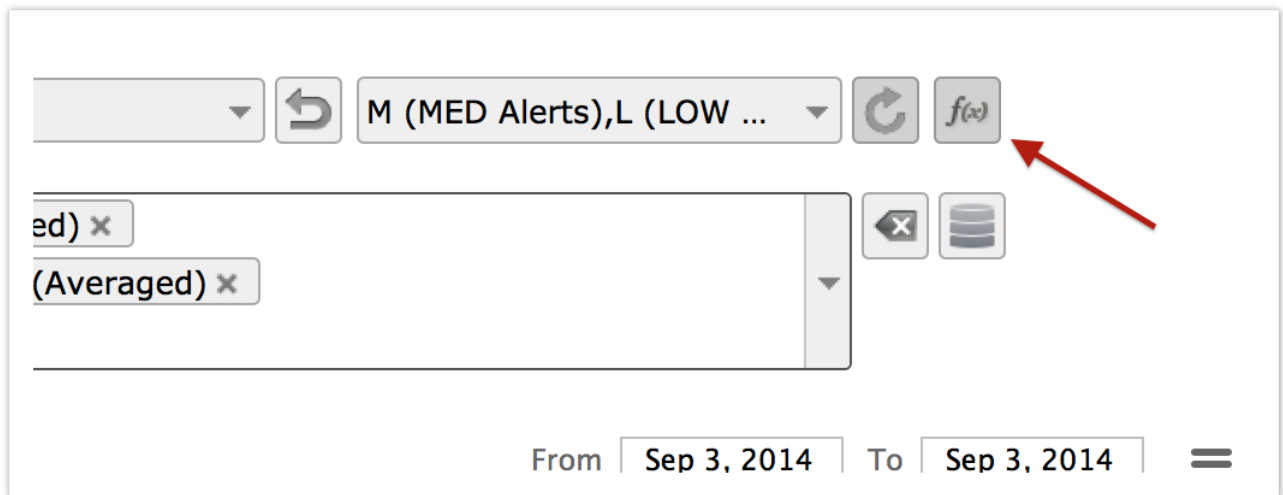 M (MED Alerts),L (LOW ... f(x)
ed)
(Averaged)
From Sep 3, 2014 To Sep 3, 2014